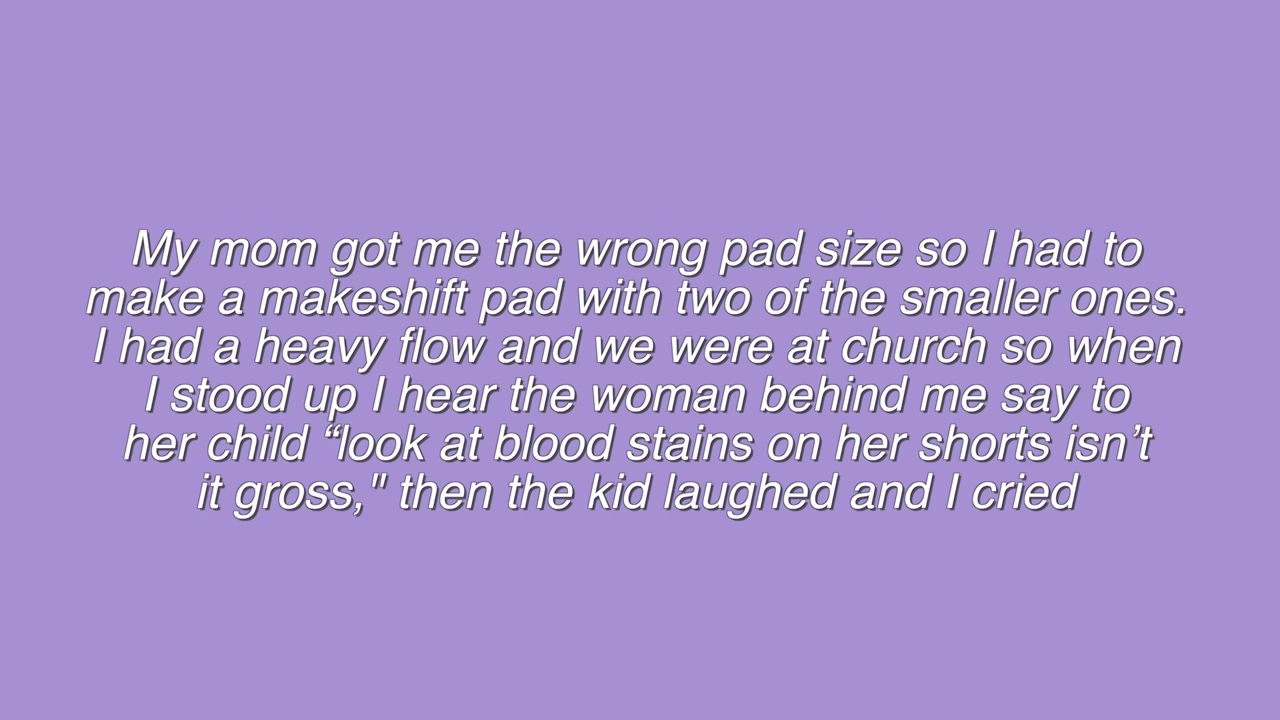 My mom got me the wrong pad size so I had to
make a makeshift pad with two of the smaller ones.
I had a heavy flow and we were at church so when
I stood up I hear the woman behind me say to
her child “look at blood stains on her shorts isn’t
it gross," then the kid laughed and I cried